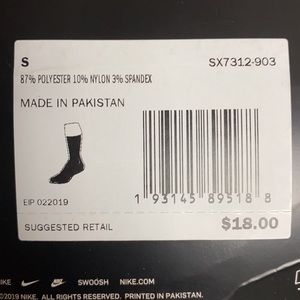 S SX7312-903
87% POLYESTER 10% NYLON 3% SPANDEX
MADE IN PAKISTAN
EIP 022019
1 93145 89518 8
SUGGESTED RETAIL $18.00
NIKE SWOOSH NIKE.COM
©2019 NIKE. ALL RIGHTS RESERVED. PRINTED IN PAKISTAN.